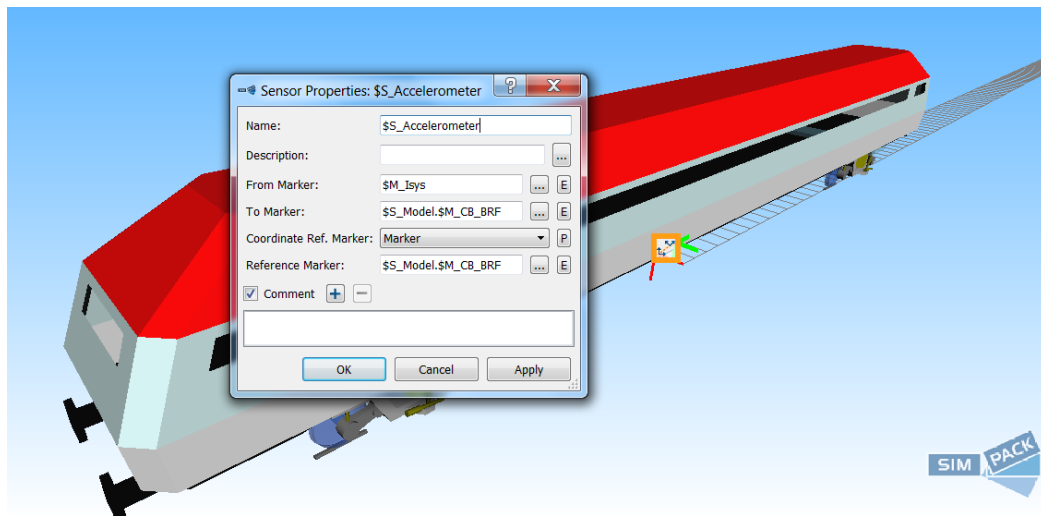 Sensor Properties: $S_Accelerometer
Name: $S_Accelerometer
Description: ...
From Marker: $M_Isys ... E
To Marker: $S_Model.$M_CB_BRF ... E
Coordinate Ref. Marker: Marker P
Reference Marker: $S_Model.$M_CB_BRF ... E
Comment
OK Cancel Apply
SIM PACK